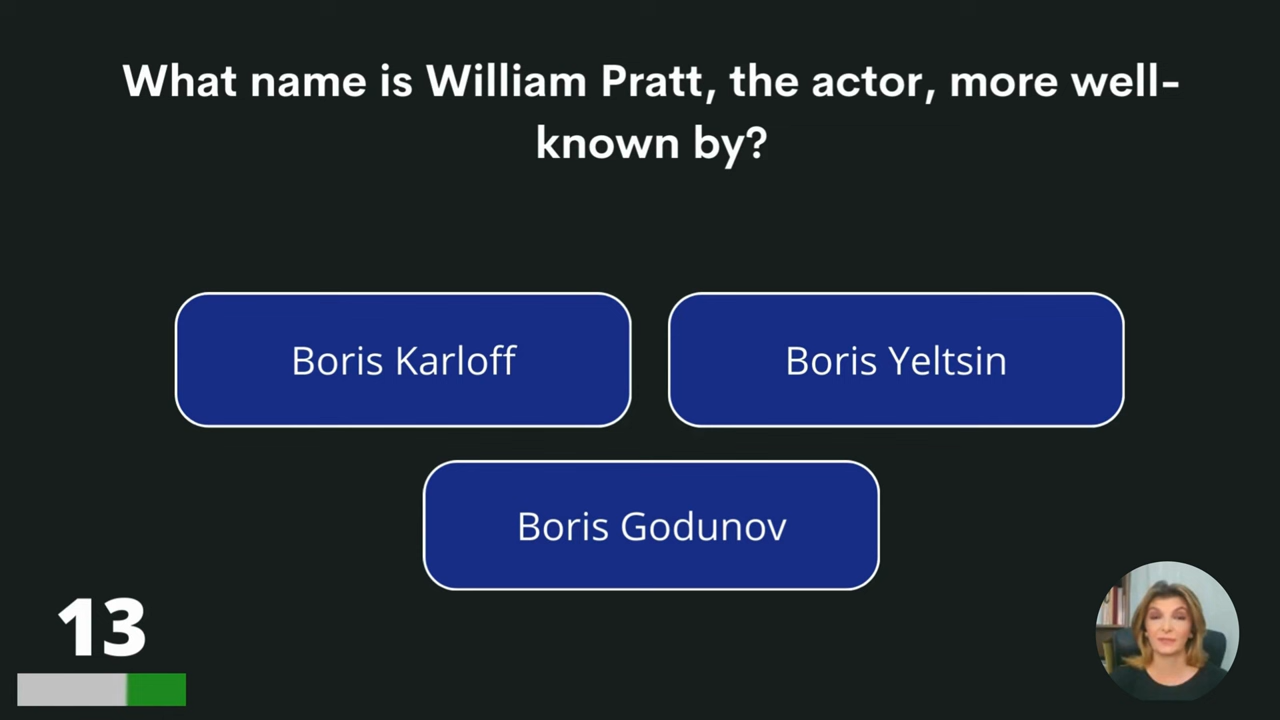 What name is William Pratt, the actor, more well-
known by?
Boris Karloff
Boris Yeltsin
Boris Godunov
13